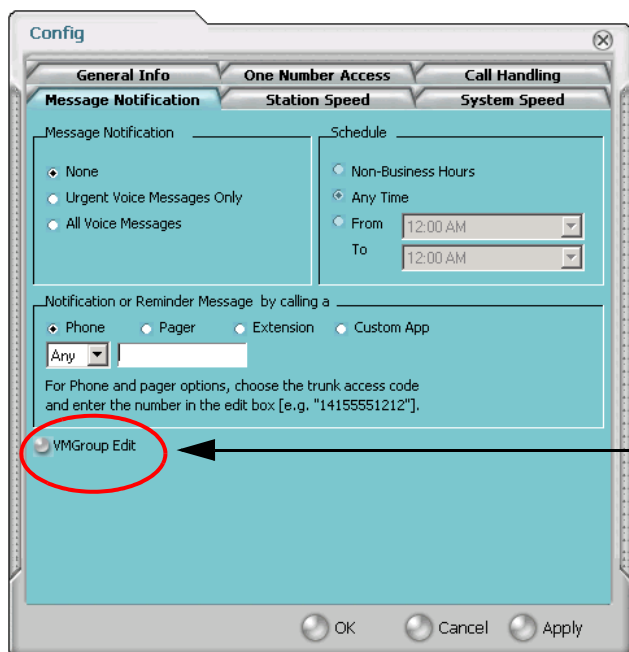 Config
General Info
One Number Access
Call Handling
Message Notification
Station Speed
System Speed
Message Notification
None
Urgent Voice Messages Only
All Voice Messages
Schedule
Non-Business Hours
Any Time
From 12:00 AM
To 12:00 AM
Notification or Reminder Message by calling a
Phone Pager Extension Custom App
Any
For Phone and pager options, choose the trunk access code
and enter the number in the edit box [e.g. "14155551212"].
VMGroup Edit
OK Cancel Apply